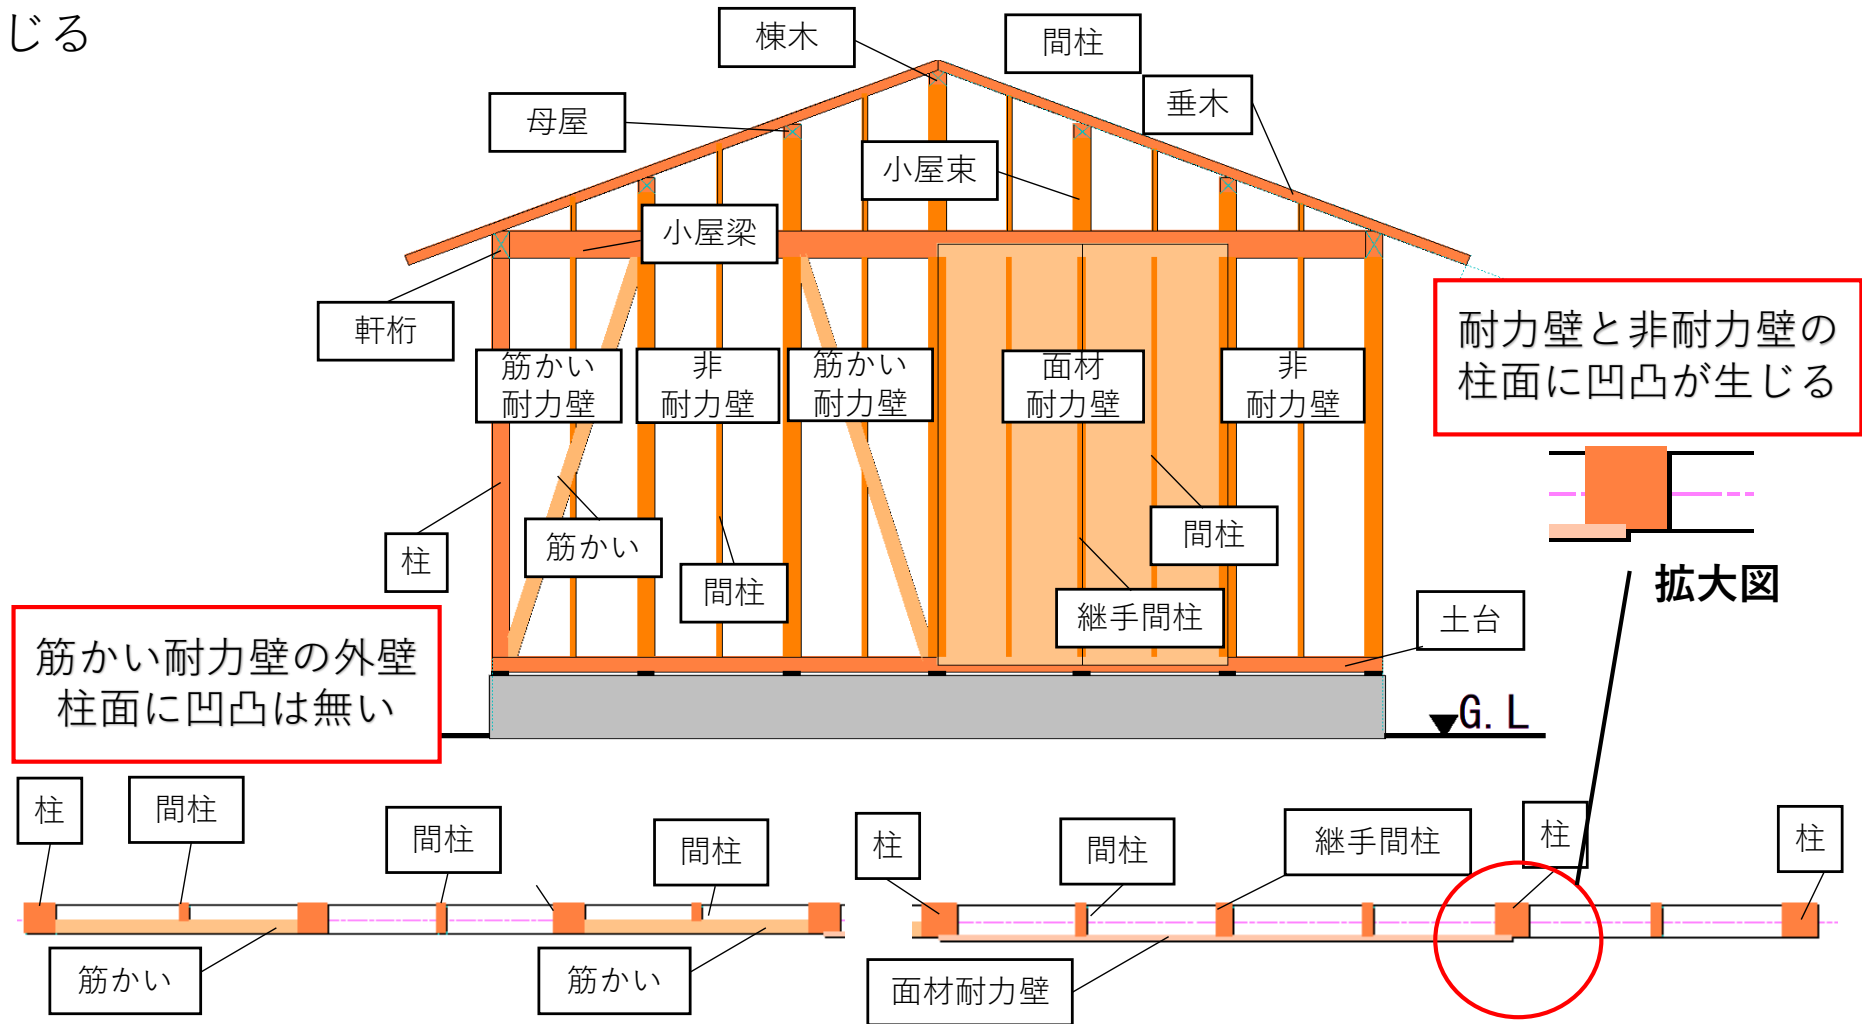 じる
棟木
間柱
母屋
垂木
小屋束
小屋梁
軒桁
耐力壁と非耐力壁の
柱面に凹凸が生じる
筋かい
耐力壁
非
耐力壁
筋かい
耐力壁
面材
耐力壁
非
耐力壁
柱
筋かい
間柱
間柱
継手間柱
拡大図
土台
筋かい耐力壁の外壁
柱面に凹凸は無い
G.L
柱
間柱
間柱
間柱
柱
間柱
継手間柱
柱
柱
筋かい
筋かい
面材耐力壁